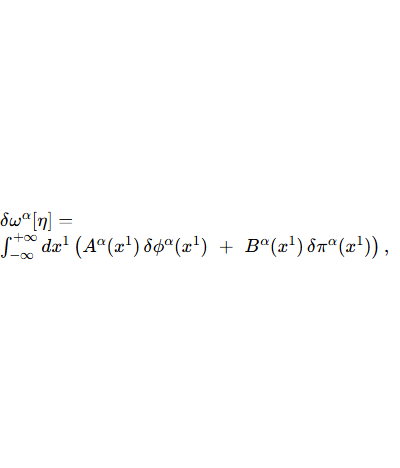 δω^α[η] =
∫_{−∞}^{+∞} dx^1 (A^α(x^1) δϕ^α(x^1) + B^α(x^1) δπ^α(x^1)) ,